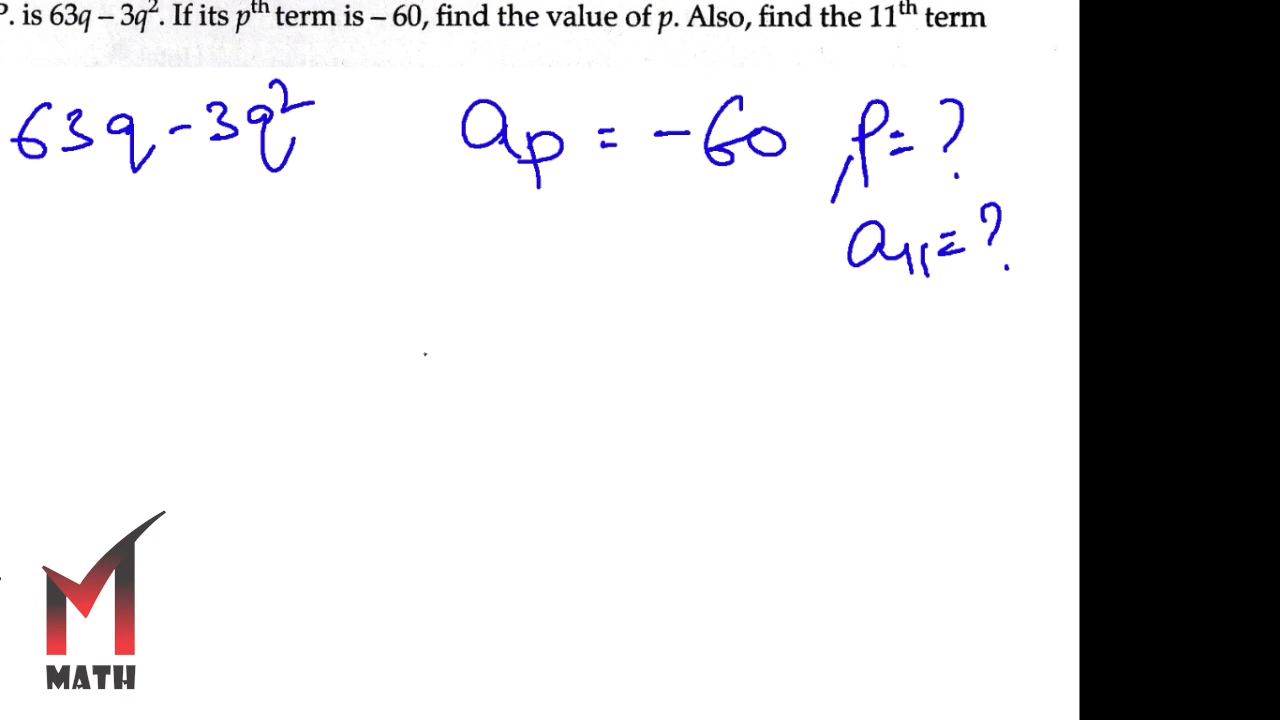 P. is 63q – 3q². If its pᵗʰ term is – 60, find the value of p. Also, find the 11ᵗʰ term
63q - 3q² aₚ = -60, p = ?
a₁₁ = ?
MATH